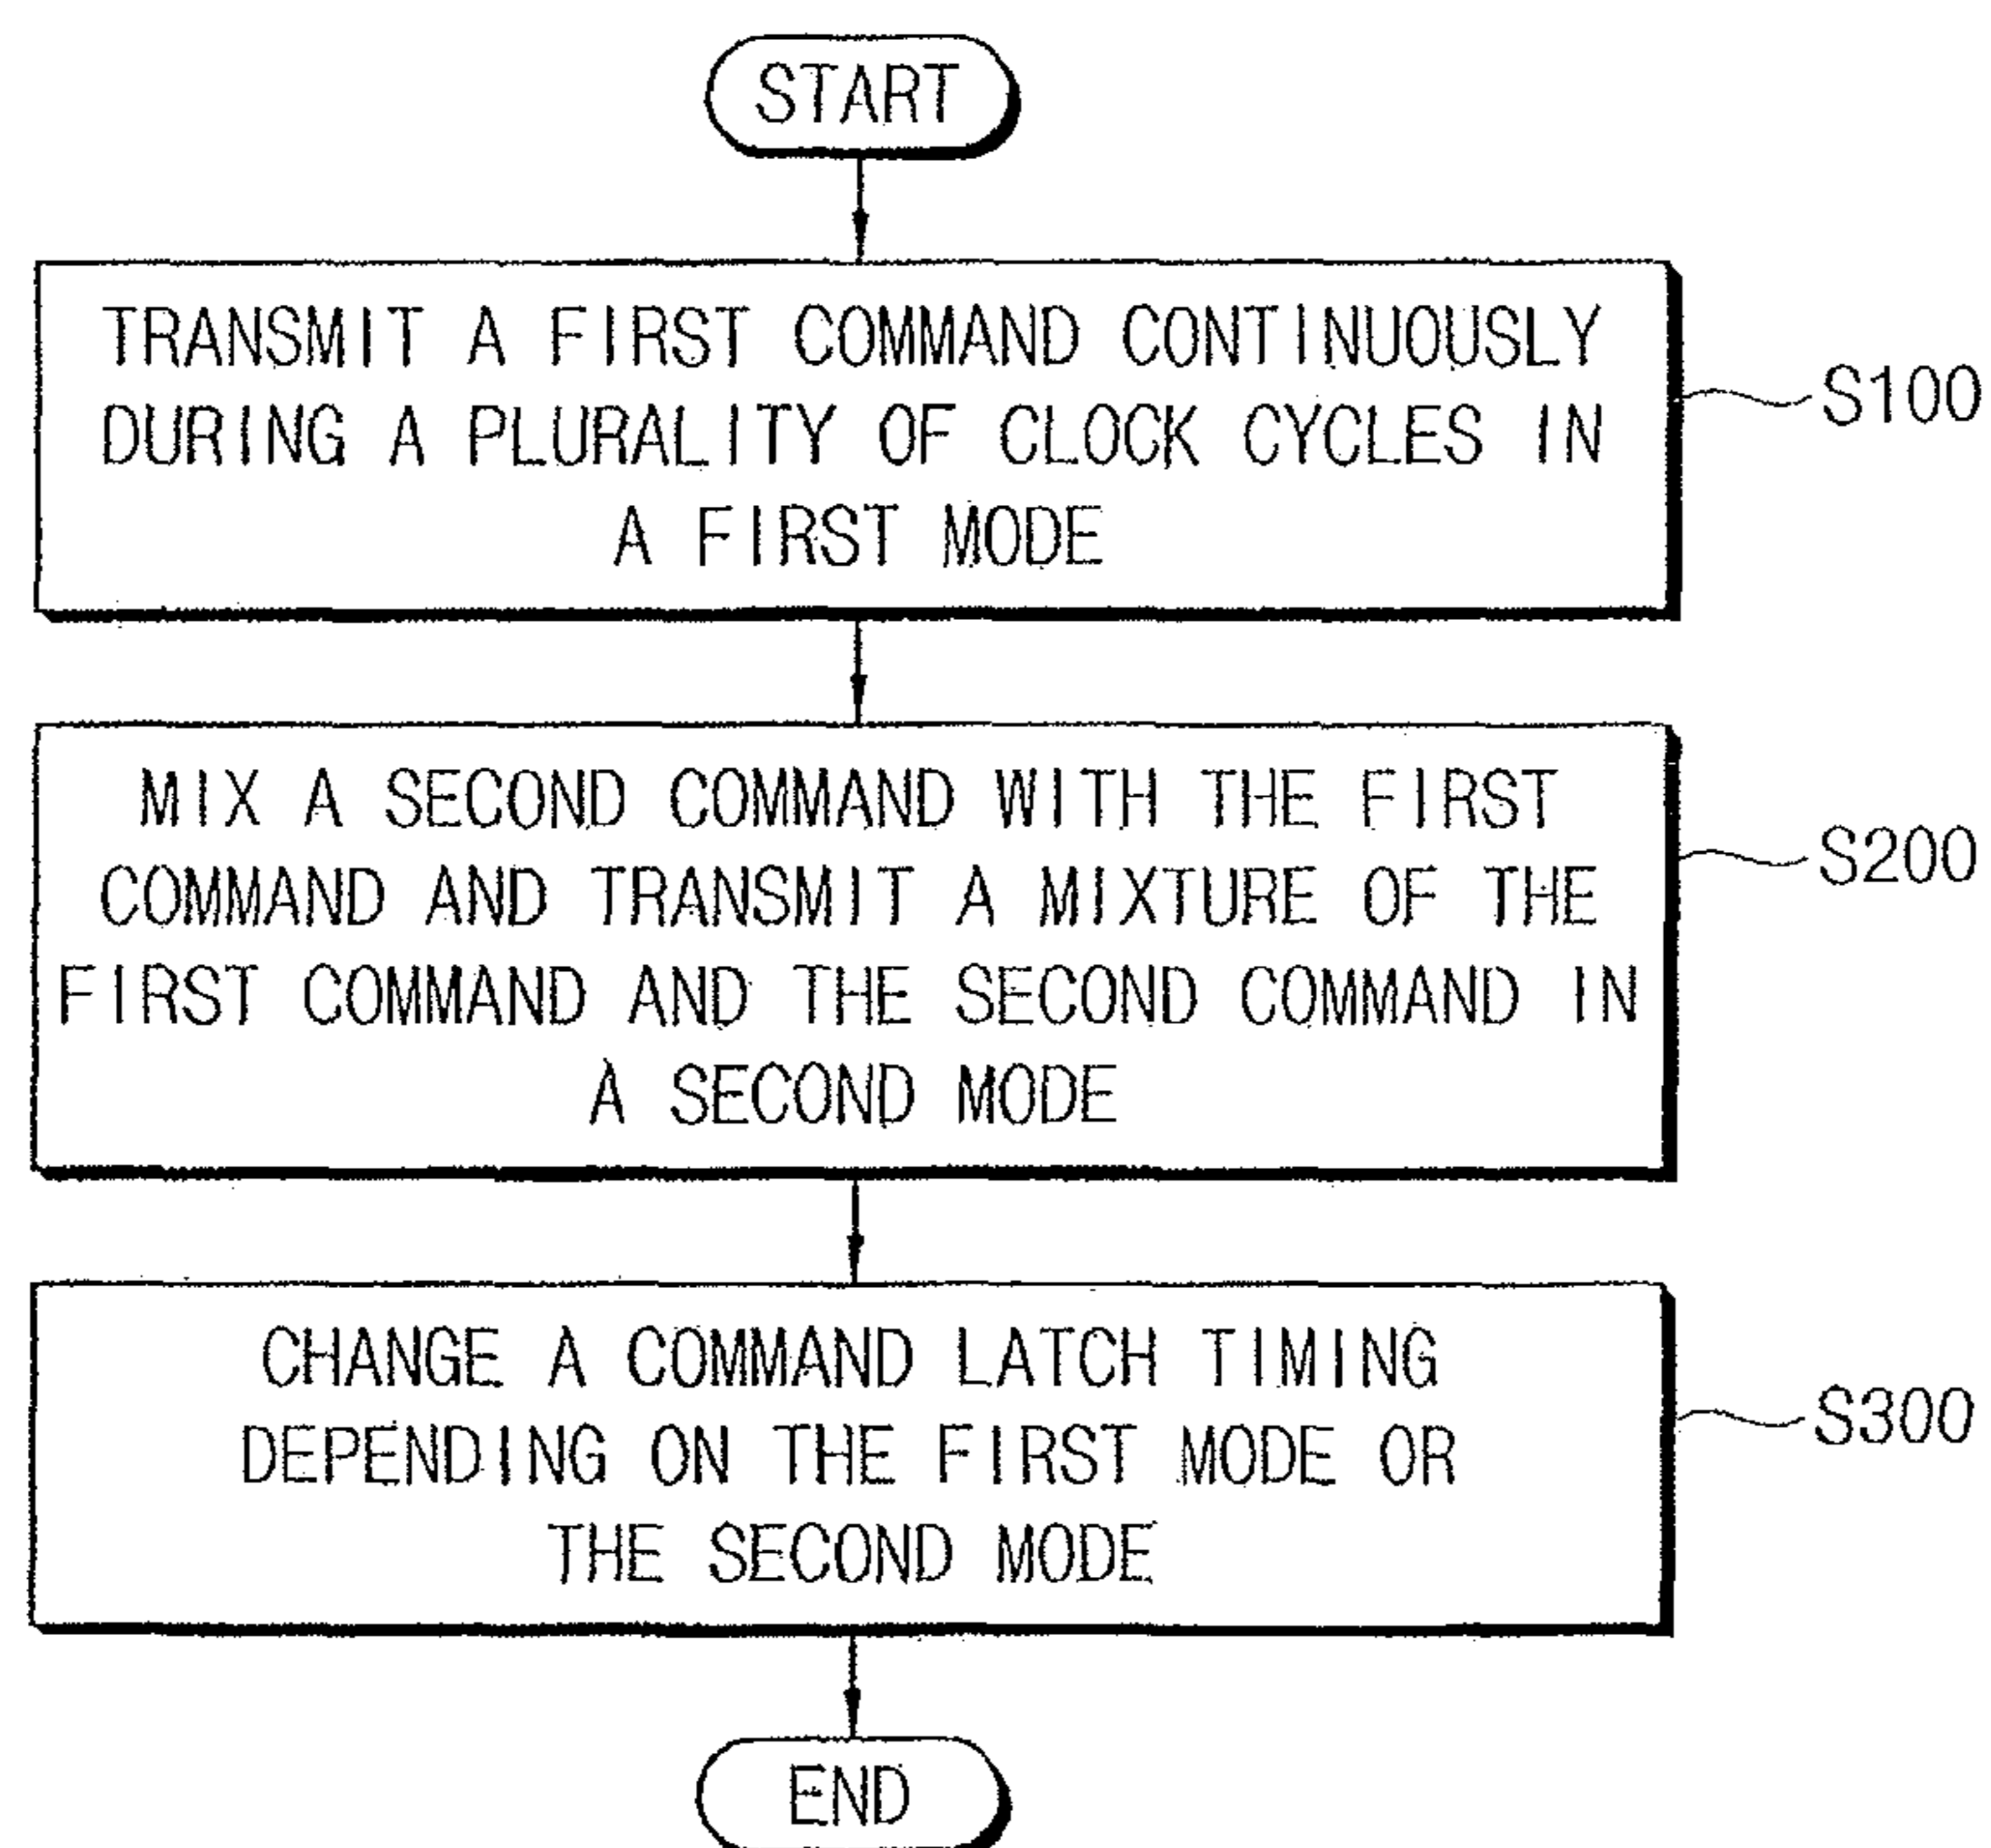 START
TRANSMIT A FIRST COMMAND CONTINUOUSLY
DURING A PLURALITY OF CLOCK CYCLES IN
A FIRST MODE
S100
MIX A SECOND COMMAND WITH THE FIRST
COMMAND AND TRANSMIT A MIXTURE OF THE
FIRST COMMAND AND THE SECOND COMMAND IN
A SECOND MODE
S200
CHANGE A COMMAND LATCH TIMING
DEPENDING ON THE FIRST MODE OR
THE SECOND MODE
S300
END